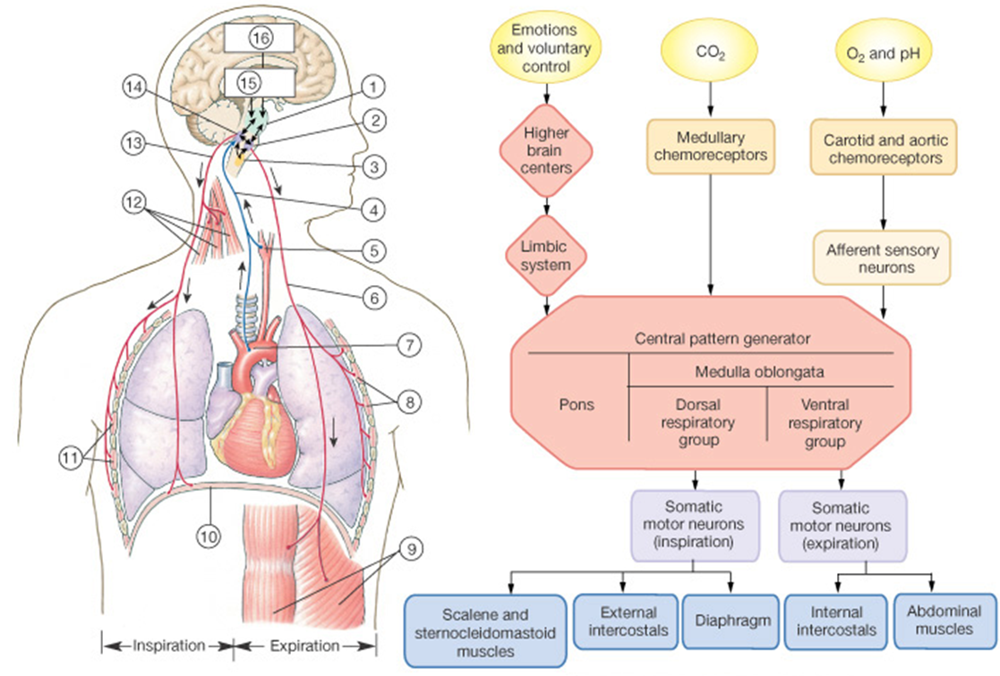 16
15
14
1
13
2
3
12
4
5
6
7
8
11
10
9
Inspiration
Expiration
Emotions
and voluntary
control
CO₂
O₂ and pH
Higher
brain
centers
Medullary
chemoreceptors
Carotid and aortic
chemoreceptors
Limbic
system
Afferent sensory
neurons
Central pattern generator
Medulla oblongata
Pons
Dorsal
respiratory
group
Ventral
respiratory
group
Somatic
motor neurons
(inspiration)
Somatic
motor neurons
(expiration)
Scalene and
sternocleidomastoid
muscles
External
intercostals
Diaphragm
Internal
intercostals
Abdominal
muscles